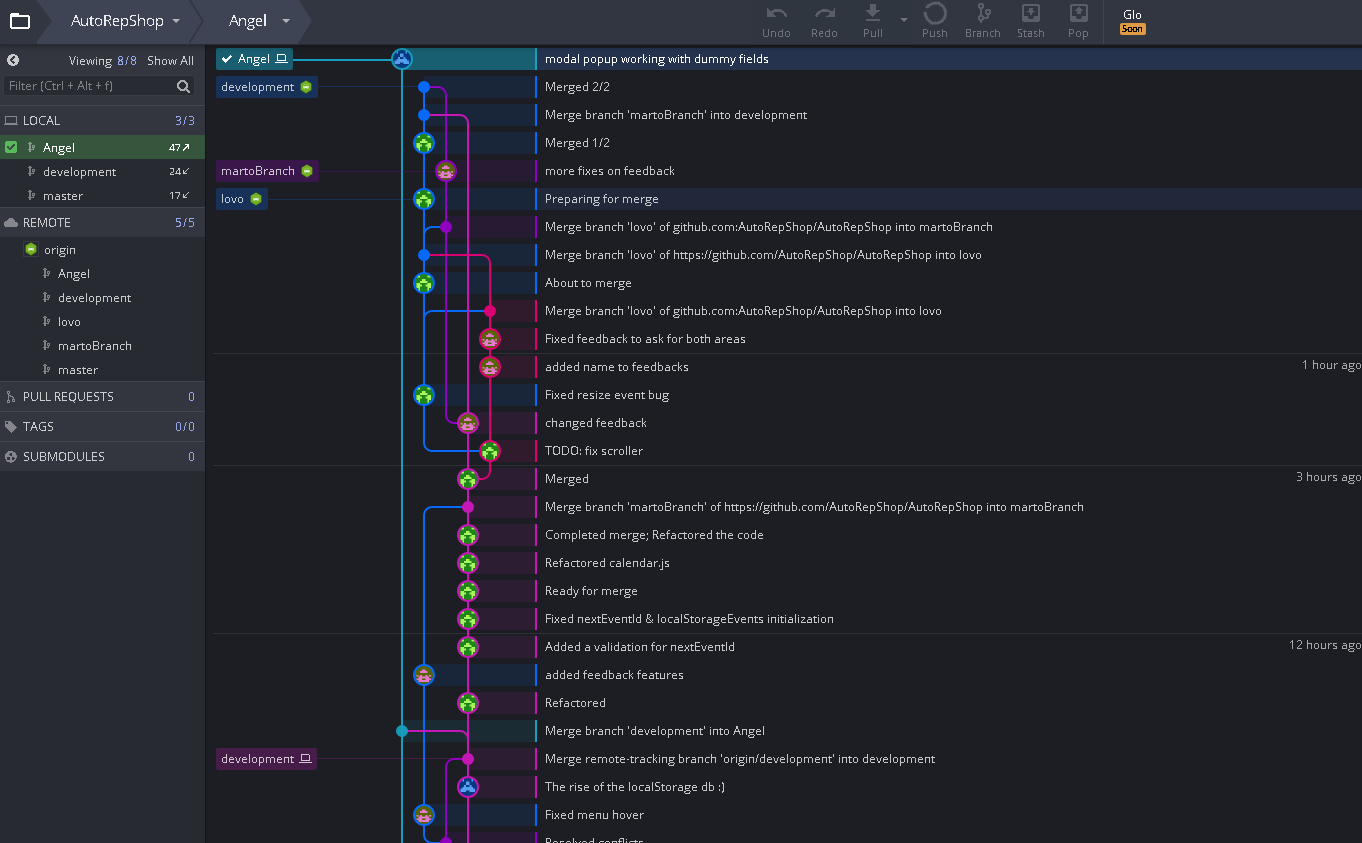 AutoRepShop
Angel
Undo
Redo
Pull
Push
Branch
Stash
Pop
Glo
Soon
Viewing 8/8 Show All
Filter (Ctrl + Alt + f)
LOCAL 3/3
Angel 47↗
development 24↙
master 17↙
REMOTE 5/5
origin
Angel
development
lovo
martoBranch
master
PULL REQUESTS 0
TAGS 0/0
SUBMODULES 0
Angel modal popup working with dummy fields
development Merged 2/2
Merge branch 'martoBranch' into development
Merged 1/2
martoBranch more fixes on feedback
lovo Preparing for merge
Merge branch 'lovo' of github.com:AutoRepShop/AutoRepShop into martoBranch
Merge branch 'lovo' of https://github.com/AutoRepShop/AutoRepShop into lovo
About to merge
Merge branch 'lovo' of github.com:AutoRepShop/AutoRepShop into lovo
Fixed feedback to ask for both areas
added name to feedbacks 1 hour ago
Fixed resize event bug
changed feedback
TODO: fix scroller
Merged 3 hours ago
Merge branch 'martoBranch' of https://github.com/AutoRepShop/AutoRepShop into martoBranch
Completed merge; Refactored the code
Refactored calendar.js
Ready for merge
Fixed nextEventId & localStorageEvents initialization
Added a validation for nextEventId 12 hours ago
added feedback features
Refactored
Merge branch 'development' into Angel
development Merge remote-tracking branch 'origin/development' into development
The rise of the localStorage db :)
Fixed menu hover
Resolved conflicts